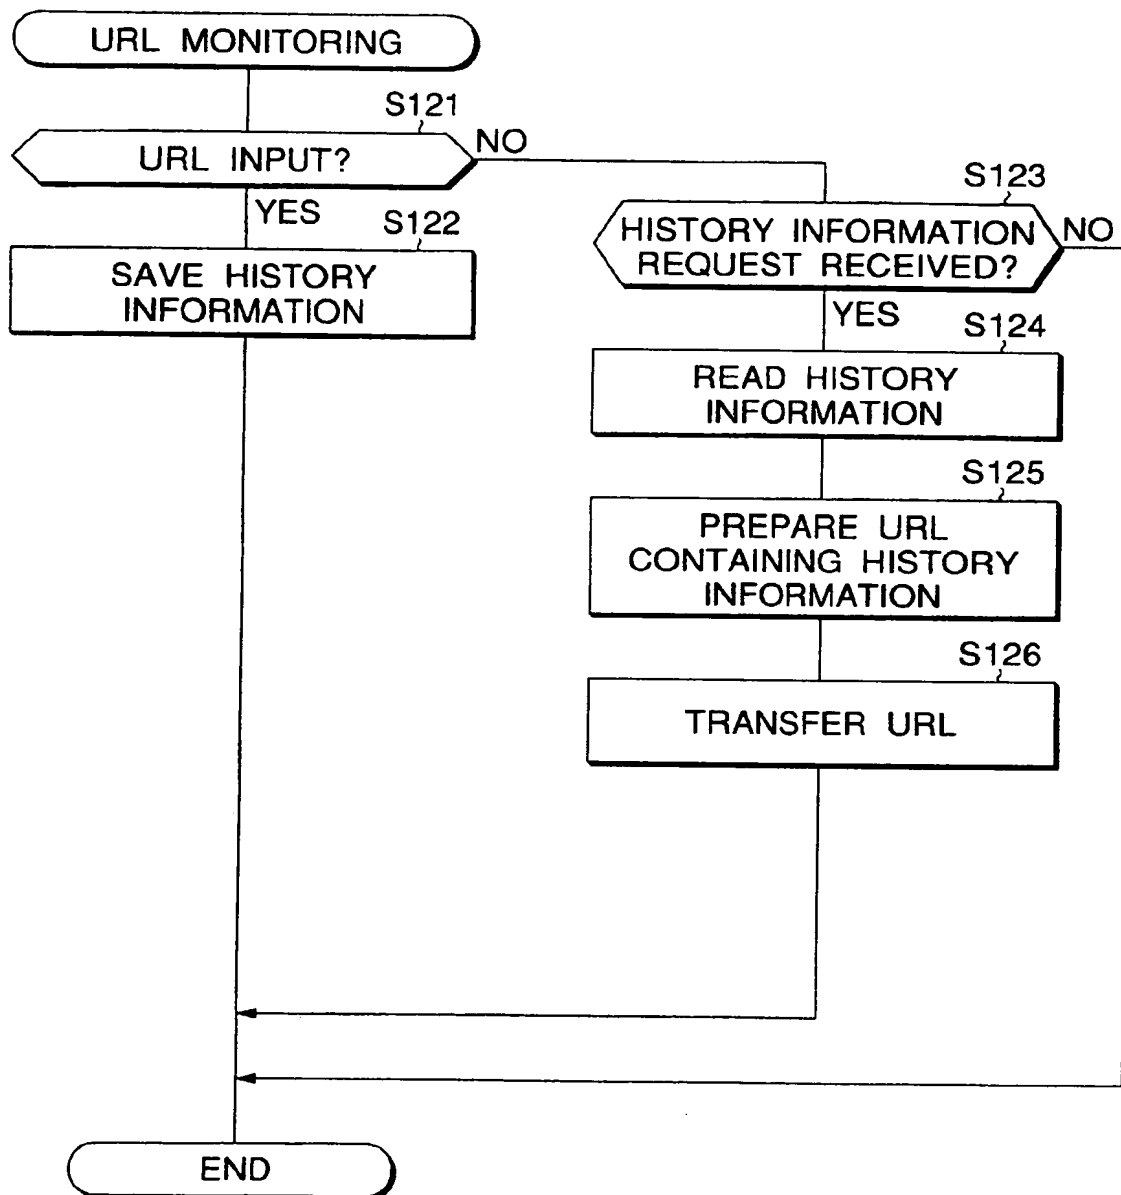 URL MONITORING
S121
URL INPUT?
NO
YES
S122
SAVE HISTORY
INFORMATION
S123
HISTORY INFORMATION
REQUEST RECEIVED?
NO
YES
S124
READ HISTORY
INFORMATION
S125
PREPARE URL
CONTAINING HISTORY
INFORMATION
S126
TRANSFER URL
END